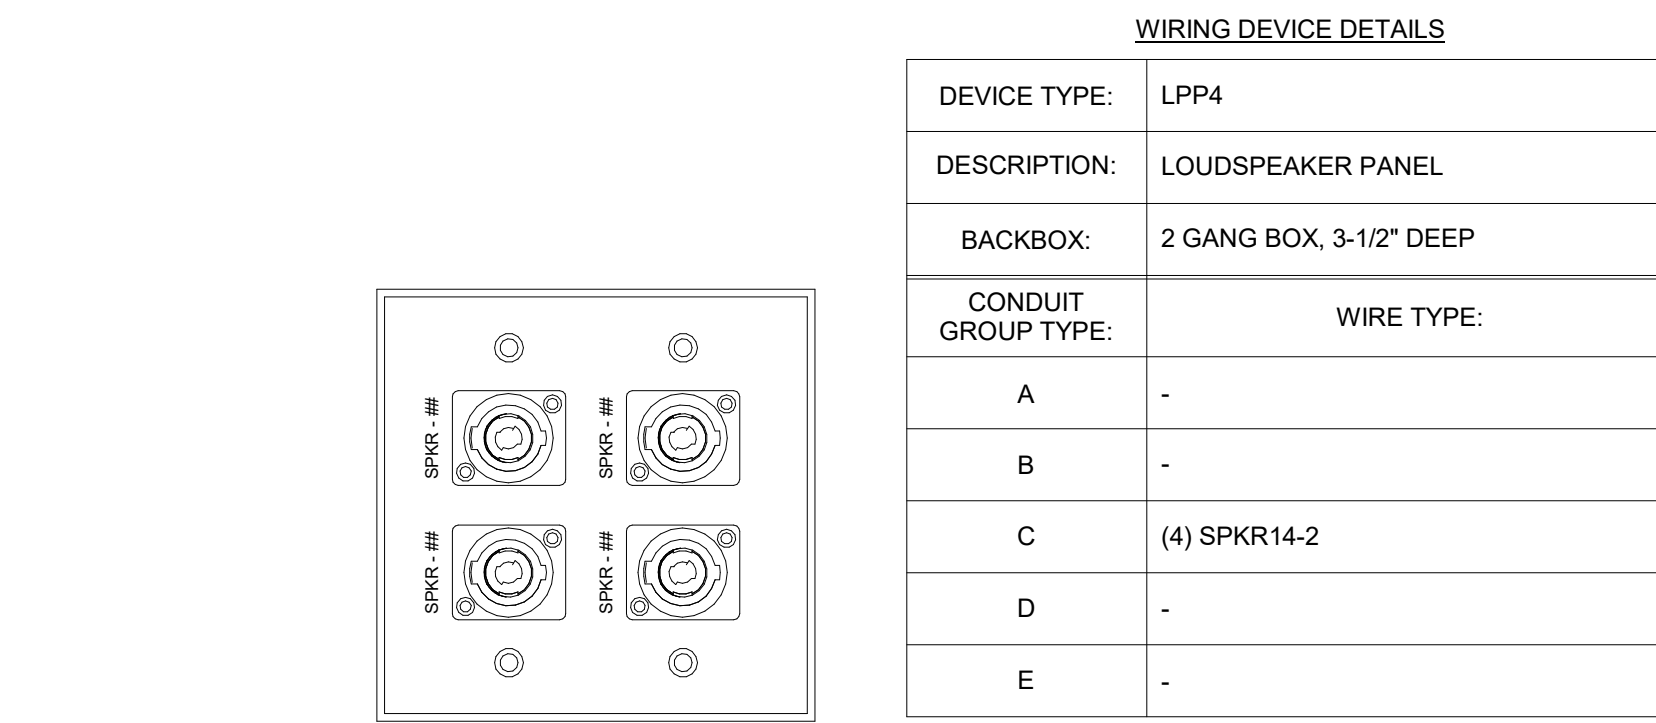 WIRING DEVICE DETAILS
DEVICE TYPE: LPP4
DESCRIPTION: LOUDSPEAKER PANEL
BACKBOX: 2 GANG BOX, 3-1/2" DEEP
CONDUIT
GROUP TYPE: WIRE TYPE:
A -
B -
C (4) SPKR14-2
D -
E -
SPKR - ##
SPKR - ##
SPKR - ##
SPKR - ##